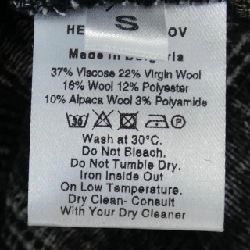 S
HE OV
Made in Bulgaria
37% Viscose 22% Virgin Wool
16% Wool 12% Polyester
10% Alpaca Wool 3% Polyamide
Wash at 30°C.
Do Not Bleach.
Do Not Tumble Dry.
Iron Inside Out
On Low Temperature.
Dry Clean- Consult
With Your Dry Cleaner